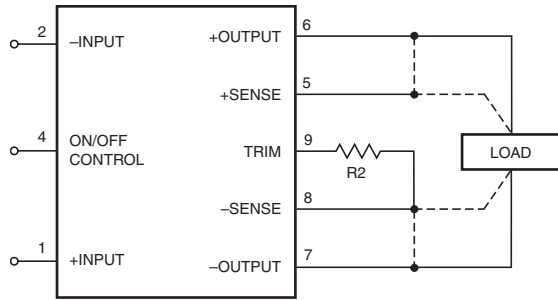 2 –INPUT +OUTPUT 6
+SENSE 5
4 ON/OFF
CONTROL TRIM 9
R2
LOAD
–SENSE 8
1 +INPUT –OUTPUT 7